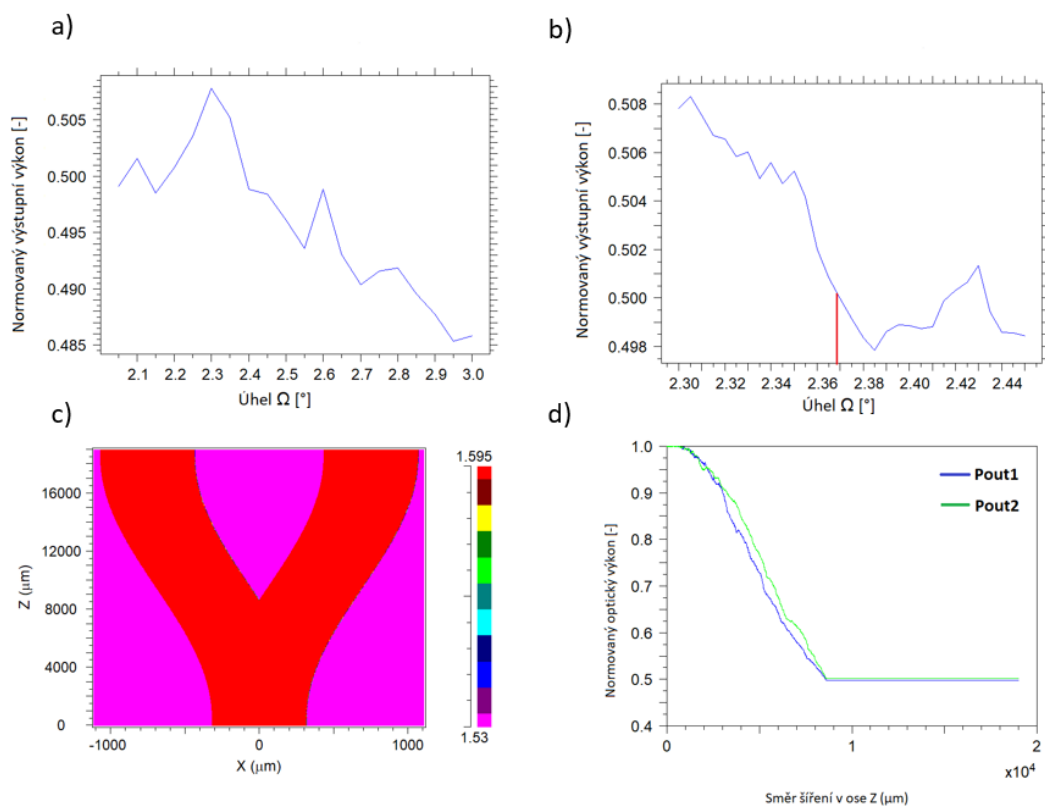 a)
Normovaný výstupní výkon [-]
0.505
0.500
0.495
0.490
0.485
2.1 2.2 2.3 2.4 2.5 2.6 2.7 2.8 2.9 3.0
Úhel Ω [°]
b)
Normovaný výstupní výkon [-]
0.508
0.506
0.504
0.502
0.500
0.498
2.30 2.32 2.34 2.36 2.38 2.40 2.42 2.44
Úhel Ω [°]
c)
Z (μm)
16000
12000
8000
4000
0
-1000 0 1000
X (μm)
1.595
1.53
d)
Normovaný optický výkon [-]
1.0
0.9
0.8
0.7
0.6
0.5
0.4
Pout1
Pout2
0 1 2
x10⁴
Směr šíření v ose Z (μm)